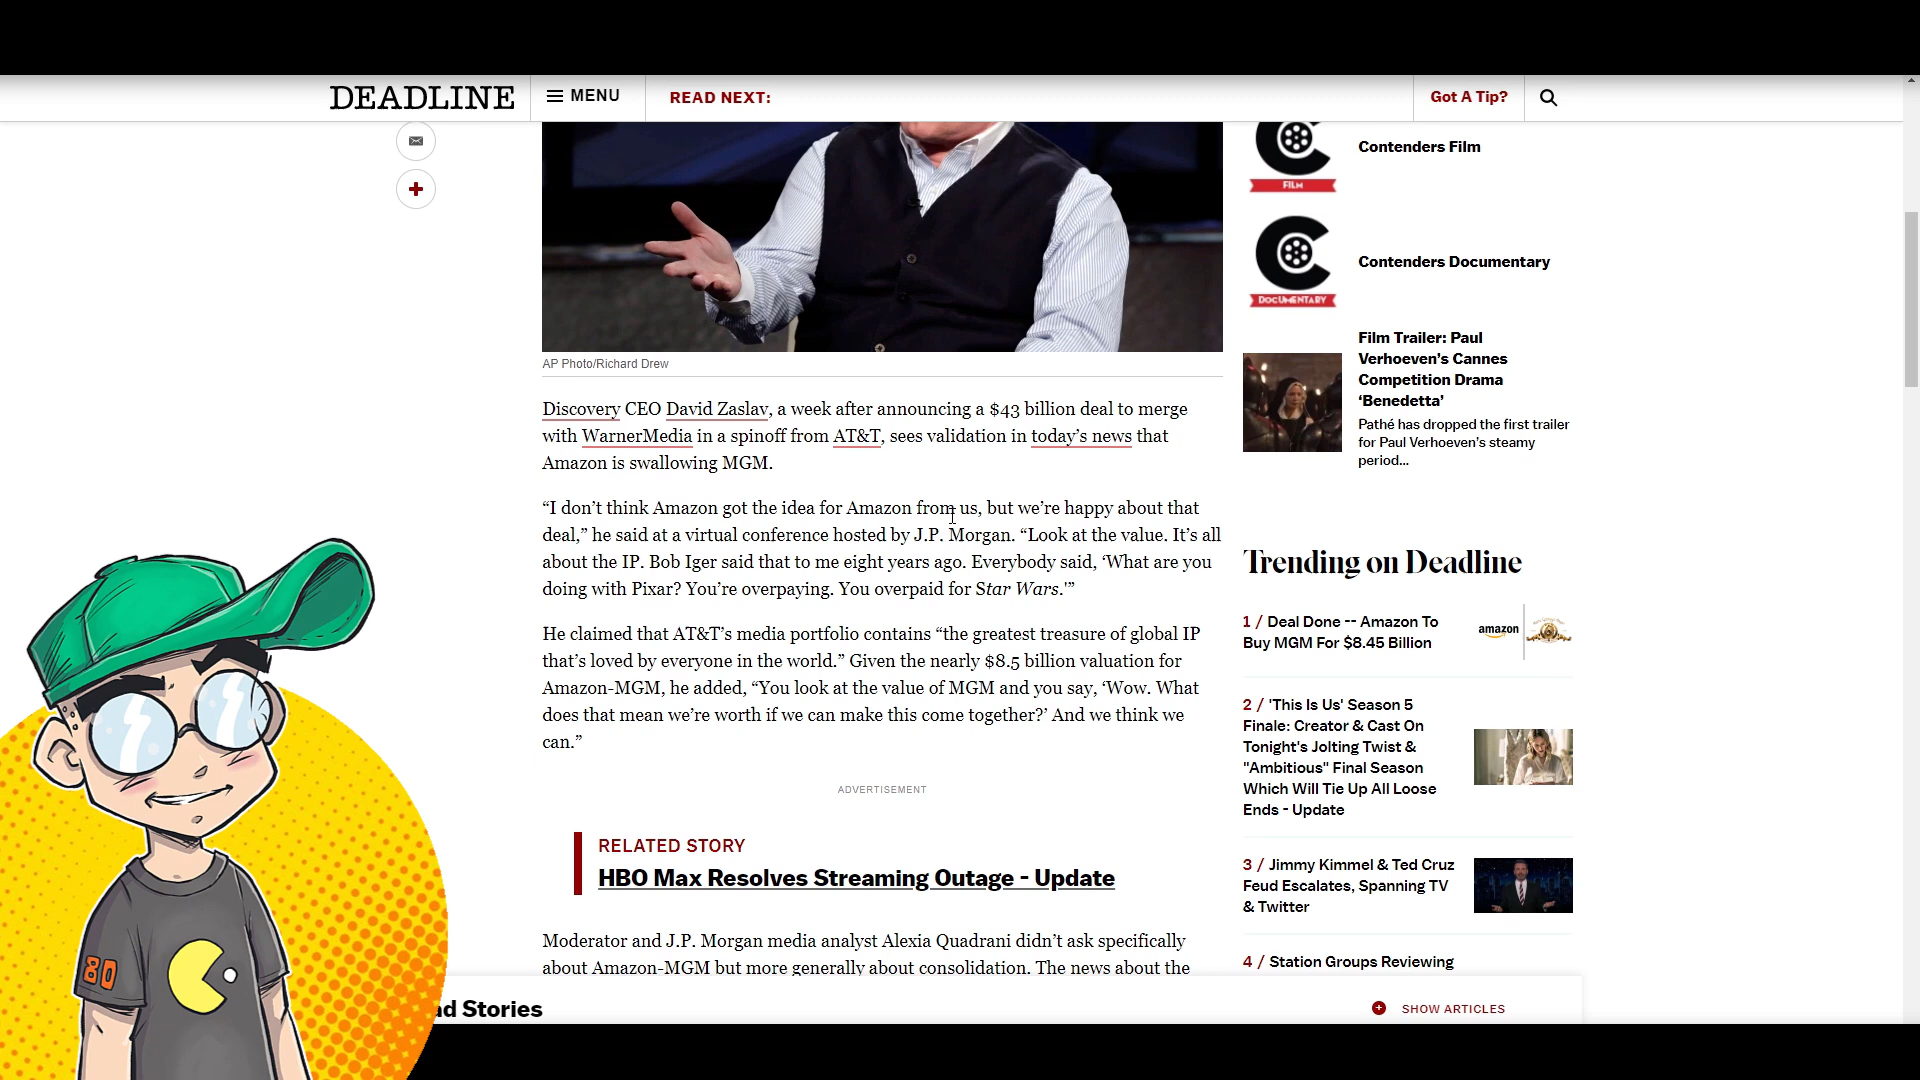 DEADLINE
MENU
READ NEXT:
Got A Tip?
FILM
Contenders Film
DOCUMENTARY
Contenders Documentary
Film Trailer: Paul
Verhoeven’s Cannes
Competition Drama
‘Benedetta’
Pathé has dropped the first trailer
for Paul Verhoeven’s steamy
period...
AP Photo/Richard Drew
Discovery CEO David Zaslav, a week after announcing a $43 billion deal to merge
with WarnerMedia in a spinoff from AT&T, sees validation in today’s news that
Amazon is swallowing MGM.
“I don’t think Amazon got the idea for Amazon from us, but we’re happy about that
deal,” he said at a virtual conference hosted by J.P. Morgan. “Look at the value. It’s all
about the IP. Bob Iger said that to me eight years ago. Everybody said, ‘What are you
doing with Pixar? You’re overpaying. You overpaid for Star Wars.'”
He claimed that AT&T’s media portfolio contains “the greatest treasure of global IP
that’s loved by everyone in the world.” Given the nearly $8.5 billion valuation for
Amazon-MGM, he added, “You look at the value of MGM and you say, ‘Wow. What
does that mean we’re worth if we can make this come together?’ And we think we
can.”
ADVERTISEMENT
RELATED STORY
HBO Max Resolves Streaming Outage - Update
Moderator and J.P. Morgan media analyst Alexia Quadrani didn’t ask specifically
about Amazon-MGM but more generally about consolidation. The news about the
Trending on Deadline
1 / Deal Done -- Amazon To
Buy MGM For $8.45 Billion
amazon
2 / 'This Is Us' Season 5
Finale: Creator & Cast On
Tonight's Jolting Twist &
"Ambitious" Final Season
Which Will Tie Up All Loose
Ends - Update
3 / Jimmy Kimmel & Ted Cruz
Feud Escalates, Spanning TV
& Twitter
4 / Station Groups Reviewing
Stories
SHOW ARTICLES
80